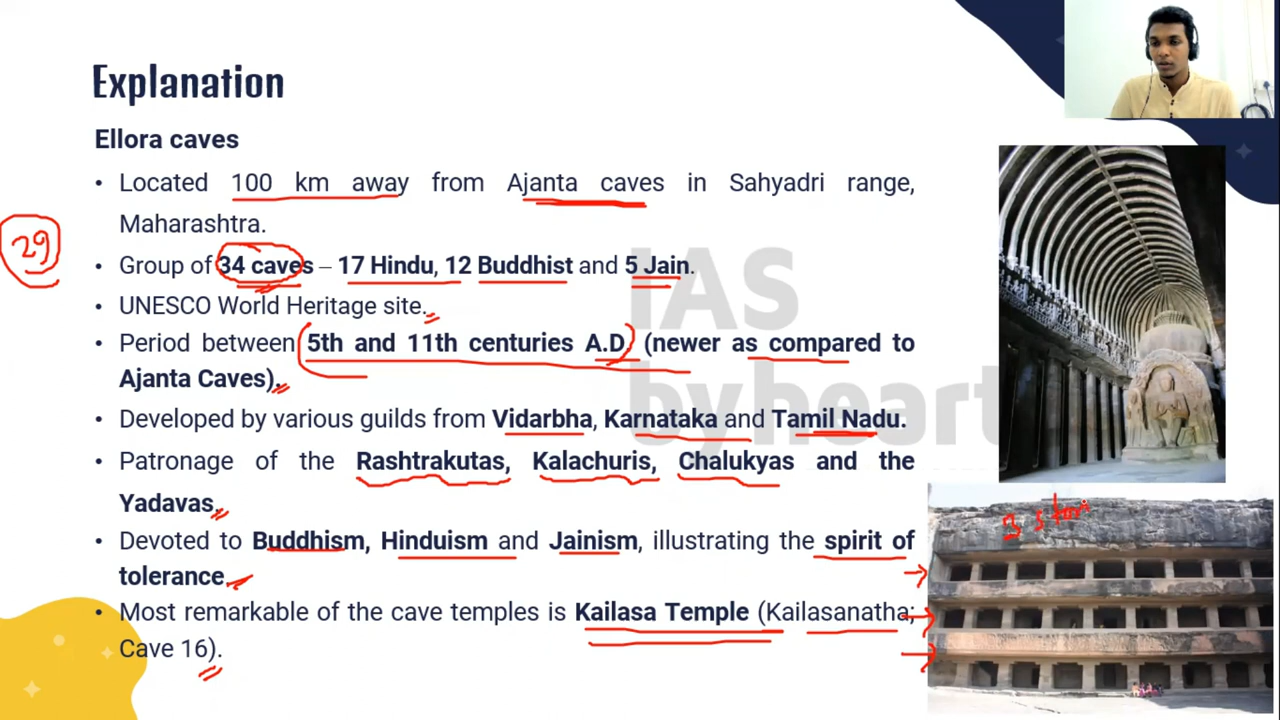 Explanation
Ellora caves
• Located 100 km away from Ajanta caves in Sahyadri range,
Maharashtra.
29
• Group of 34 caves – 17 Hindu, 12 Buddhist and 5 Jain.
• UNESCO World Heritage site.
• Period between 5th and 11th centuries A.D. (newer as compared to
Ajanta Caves).
• Developed by various guilds from Vidarbha, Karnataka and Tamil Nadu.
• Patronage of the Rashtrakutas, Kalachuris, Chalukyas and the
Yadavas.
• Devoted to Buddhism, Hinduism and Jainism, illustrating the spirit of
tolerance.
• Most remarkable of the cave temples is Kailasa Temple (Kailasanatha;
Cave 16).
IAS
byheart
3